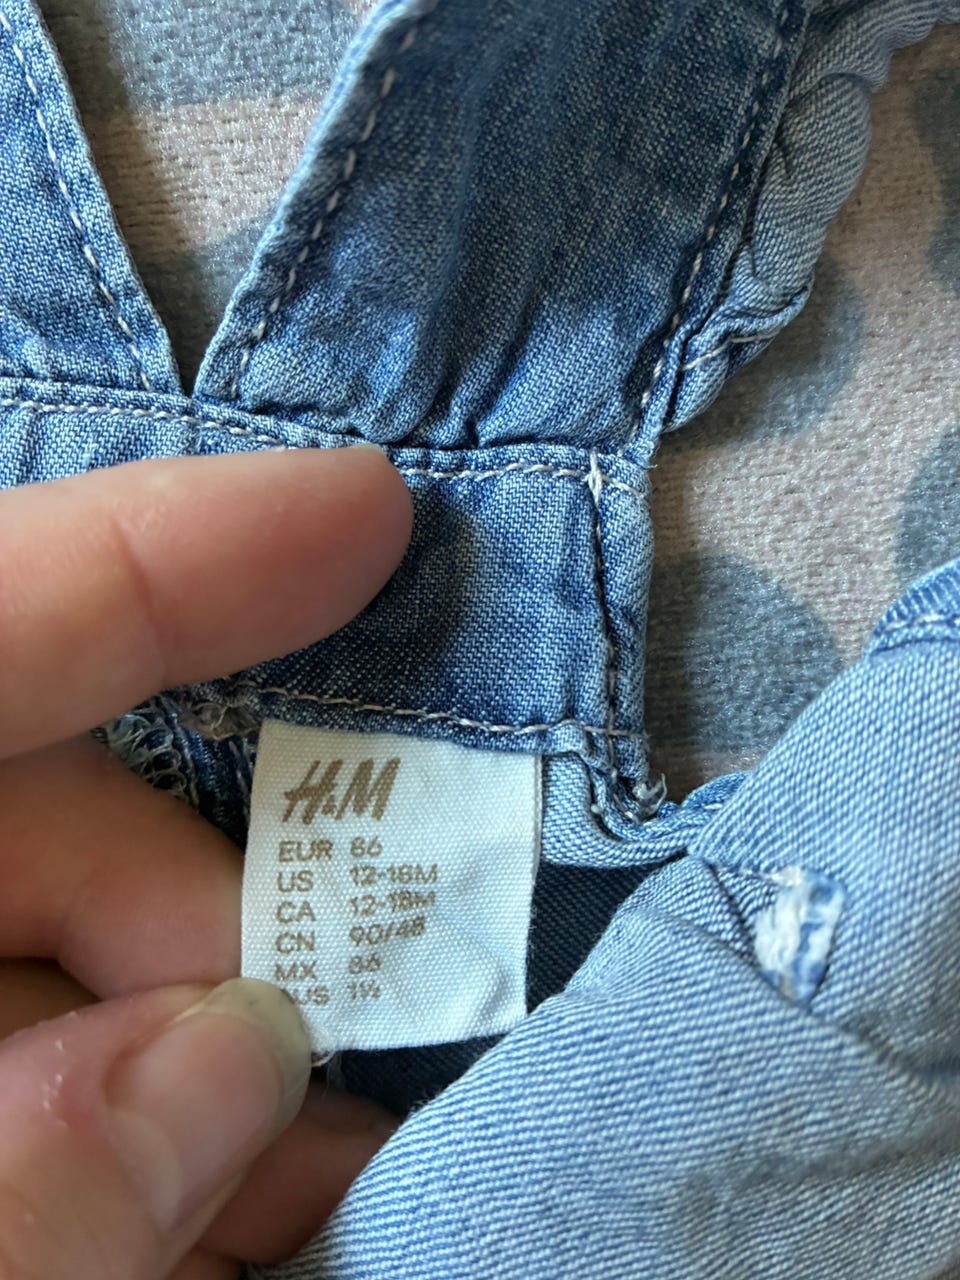 H&M
EUR 86
US 12-18M
CA 12-18M
CN 90/48
MX 86
AUS 1½